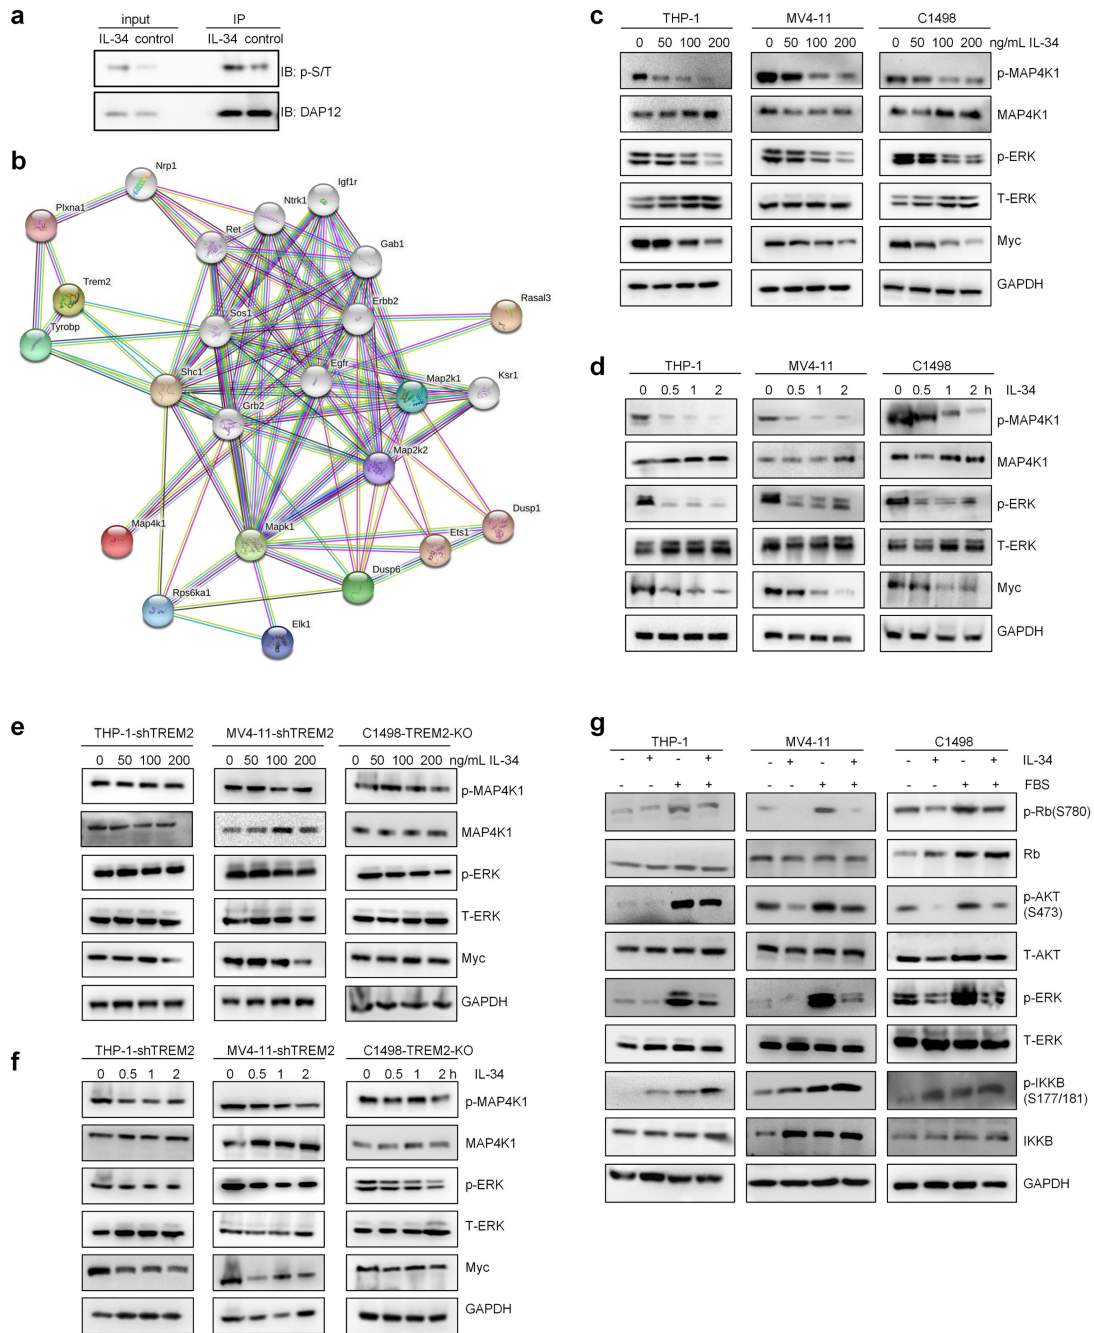 a
input IP
IL-34 control IL-34 control
IB: p-S/T
IB: DAP12
b
Nrp1
Igf1r
Ntrk1
Plxna1
Ret
Gab1
Trem2
Erbb2
Rasal3
Sos1
Tyrobp
Shc1
Egfr
Map2k1
Ksr1
Grb2
Map2k2
Map4k1
Mapk1
Ets1
Dusp1
Rps6ka1
Dusp6
Elk1
c
THP-1 MV4-11 C1498
0 50 100 200 0 50 100 200 0 50 100 200 ng/mL IL-34
p-MAP4K1
MAP4K1
p-ERK
T-ERK
Myc
GAPDH
d
THP-1 MV4-11 C1498
0 0.5 1 2 0 0.5 1 2 0 0.5 1 2 h IL-34
p-MAP4K1
MAP4K1
p-ERK
T-ERK
Myc
GAPDH
e
THP-1-shTREM2 MV4-11-shTREM2 C1498-TREM2-KO
0 50 100 200 0 50 100 200 0 50 100 200 ng/mL IL-34
p-MAP4K1
MAP4K1
p-ERK
T-ERK
Myc
GAPDH
f
THP-1-shTREM2 MV4-11-shTREM2 C1498-TREM2-KO
0 0.5 1 2 0 0.5 1 2 0 0.5 1 2 h IL-34
p-MAP4K1
MAP4K1
p-ERK
T-ERK
Myc
GAPDH
g
THP-1 MV4-11 C1498
- + - + - + - + - + - + IL-34
- - + + - - + + - - + + FBS
p-Rb(S780)
Rb
p-AKT
(S473)
T-AKT
p-ERK
T-ERK
p-IKKB
(S177/181)
IKKB
GAPDH